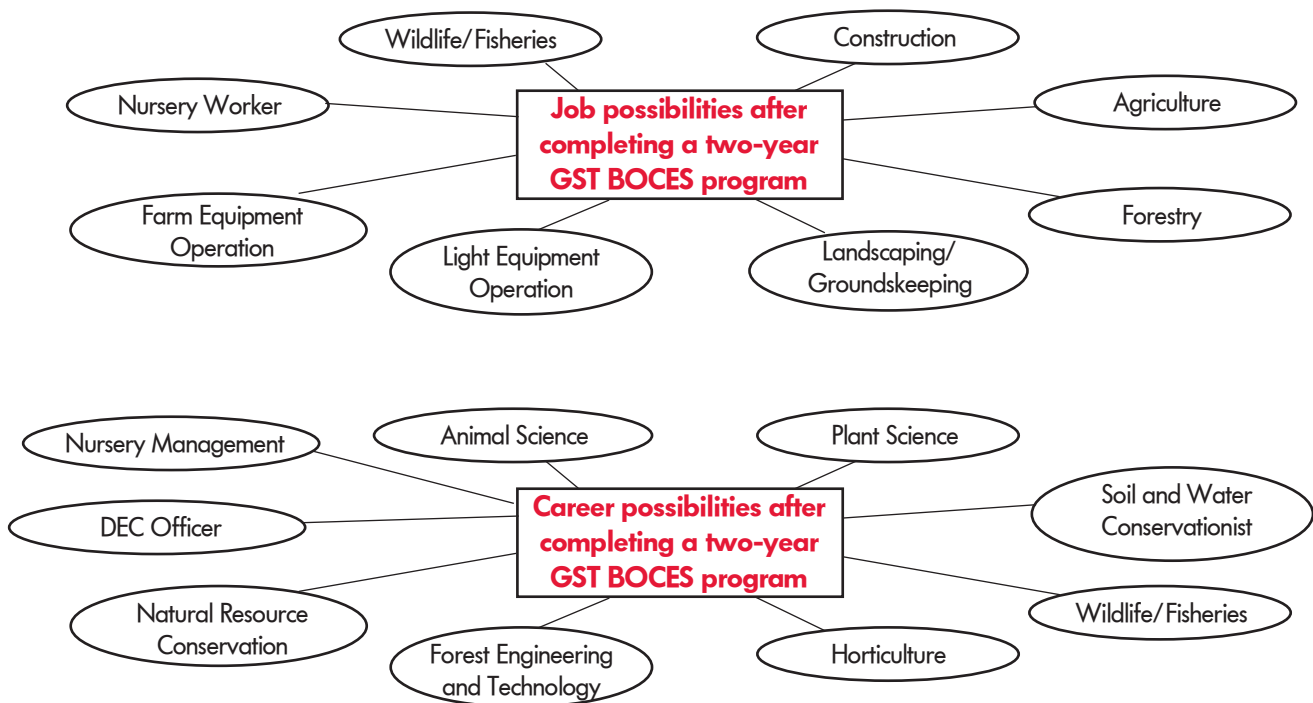 Wildlife/Fisheries
Construction
Nursery Worker
Job possibilities after
completing a two-year
GST BOCES program
Agriculture
Farm Equipment
Operation
Light Equipment
Operation
Landscaping/
Groundskeeping
Forestry
Nursery Management
Animal Science
Plant Science
DEC Officer
Career possibilities after
completing a two-year
GST BOCES program
Soil and Water
Conservationist
Natural Resource
Conservation
Forest Engineering
and Technology
Horticulture
Wildlife/Fisheries